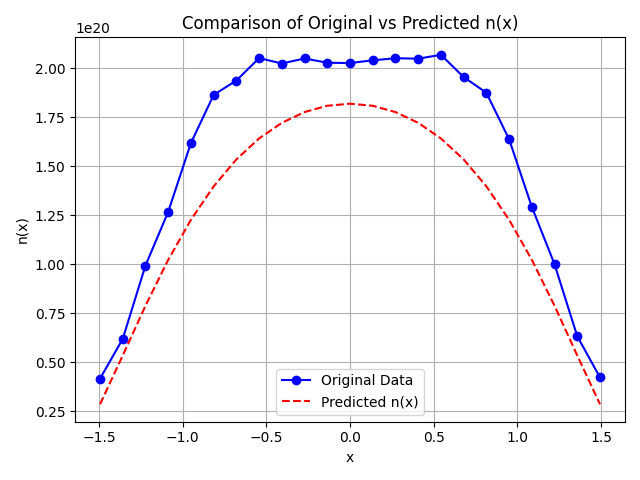 Comparison of Original vs Predicted n(x)
1e20
2.00
1.75
1.50
1.25
1.00
0.75
0.50
0.25
n(x)
Original Data
Predicted n(x)
−1.5 −1.0 −0.5 0.0 0.5 1.0 1.5
x